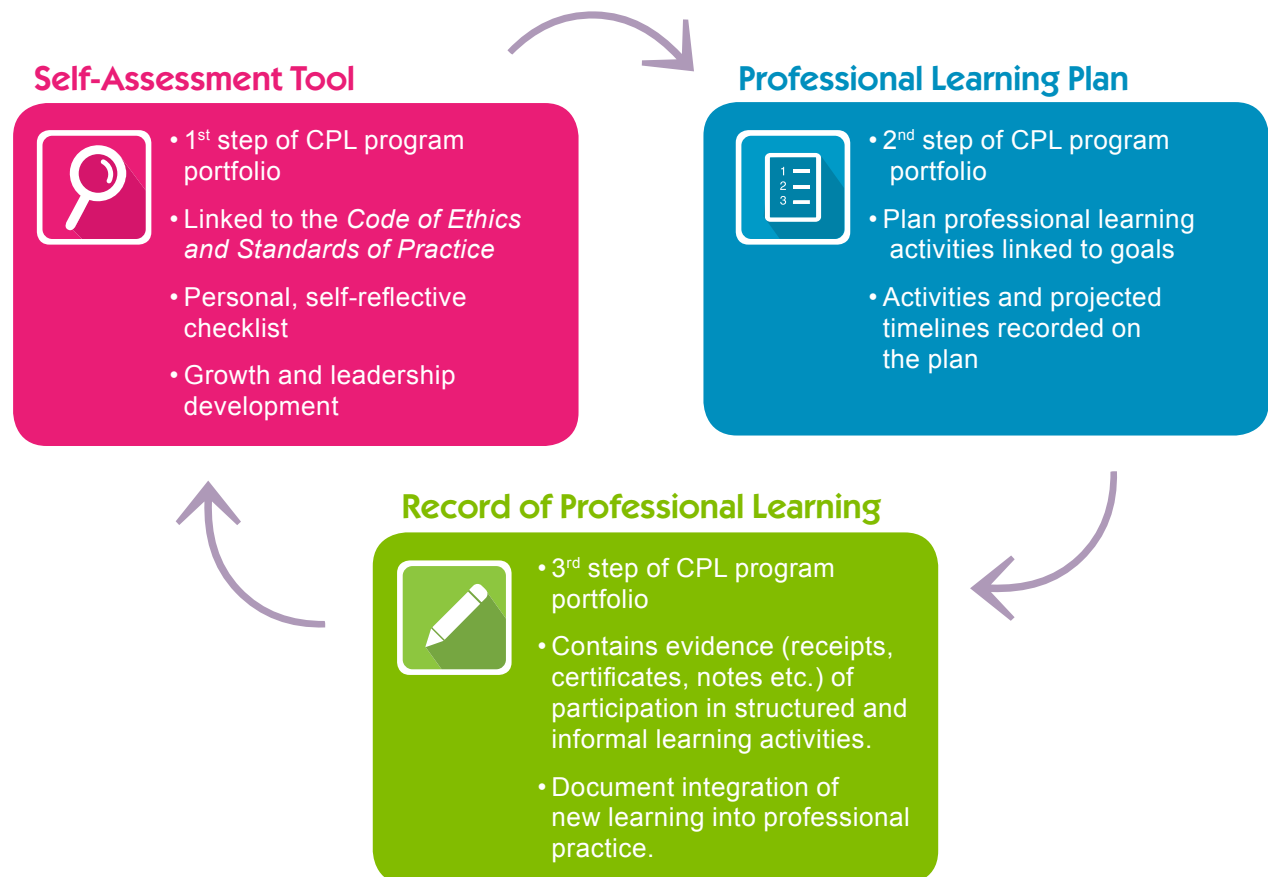 Self-Assessment Tool
• 1st step of CPL program
portfolio
• Linked to the Code of Ethics
and Standards of Practice
• Personal, self-reflective
checklist
• Growth and leadership
development
Professional Learning Plan
1
2
3
• 2nd step of CPL program
portfolio
• Plan professional learning
activities linked to goals
• Activities and projected
timelines recorded on
the plan
Record of Professional Learning
• 3rd step of CPL program
portfolio
• Contains evidence (receipts,
certificates, notes etc.) of
participation in structured and
informal learning activities.
• Document integration of
new learning into professional
practice.